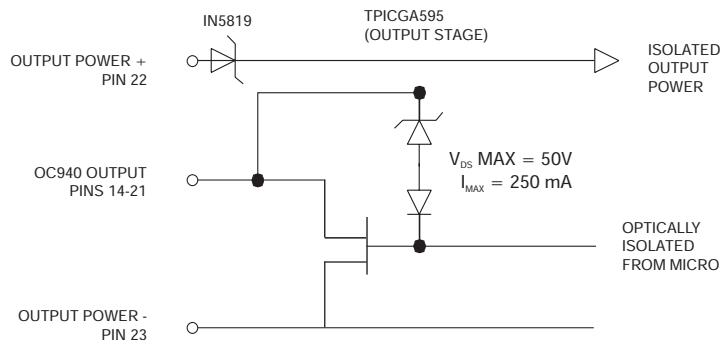 IN5819
TPICGA595
(OUTPUT STAGE)
OUTPUT POWER +
PIN 22
ISOLATED
OUTPUT
POWER
V_DS MAX = 50V
I_MAX = 250 mA
OC940 OUTPUT
PINS 14-21
OPTICALLY
ISOLATED
FROM MICRO
OUTPUT POWER -
PIN 23